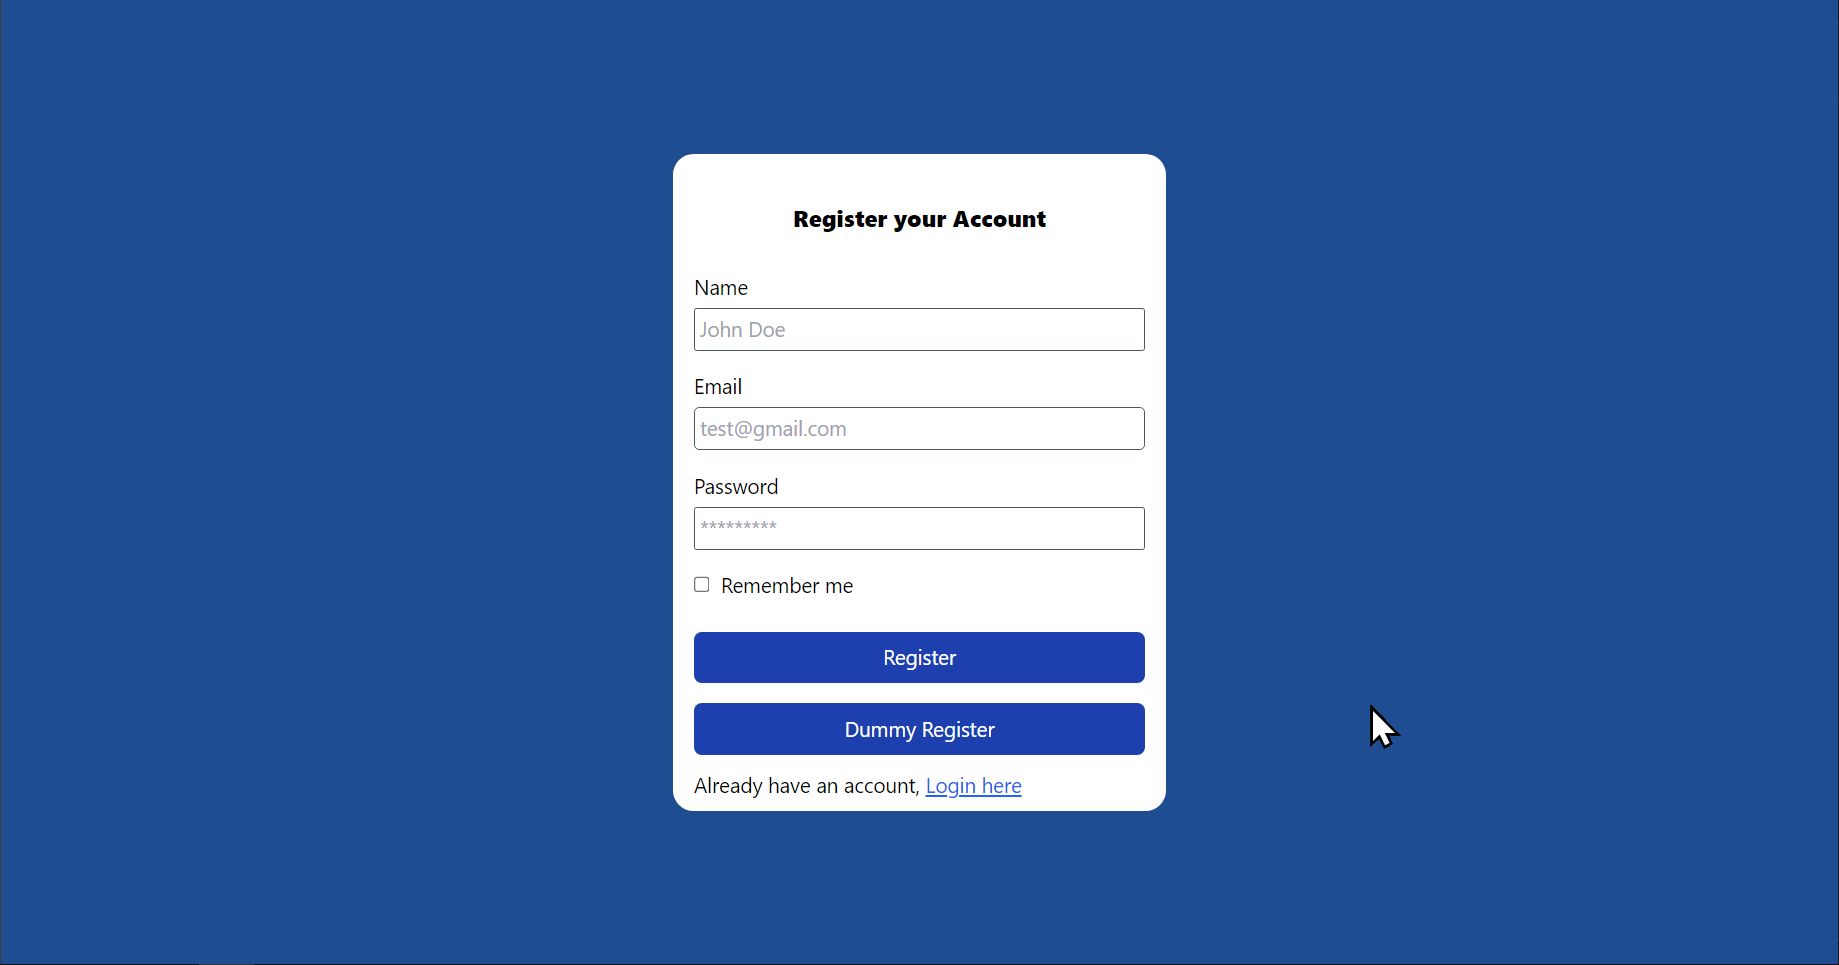 Register your Account
Name
John Doe
Email
test@gmail.com
Password
*********
Remember me
Register
Dummy Register
Already have an account, Login here